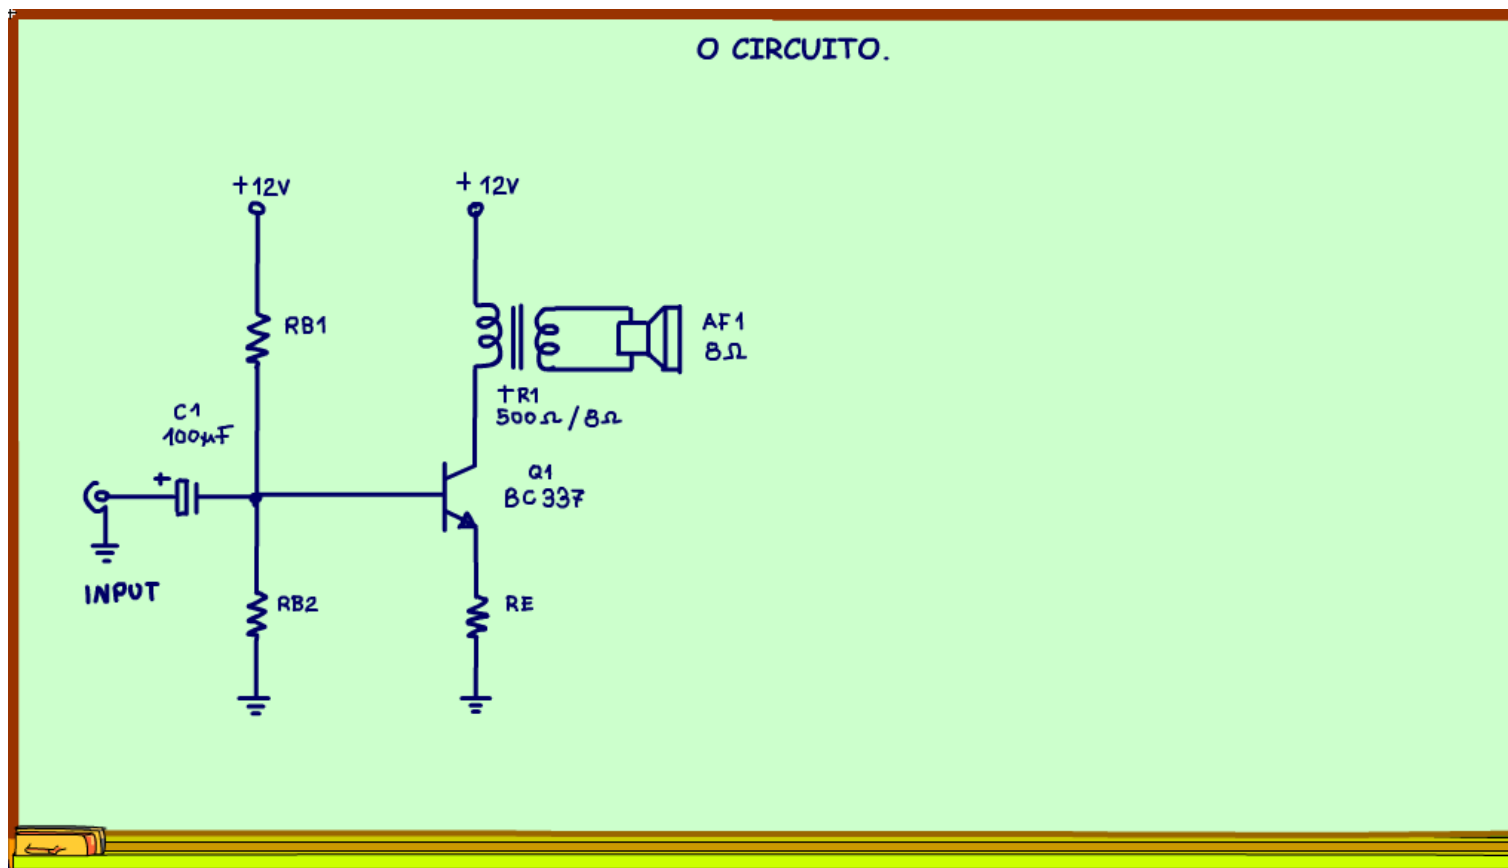 O CIRCUITO.
+12V
+12V
RB1
AF1
8Ω
TR1
500Ω/8Ω
C1
100µF
+
Q1
BC337
INPUT
RB2
RE